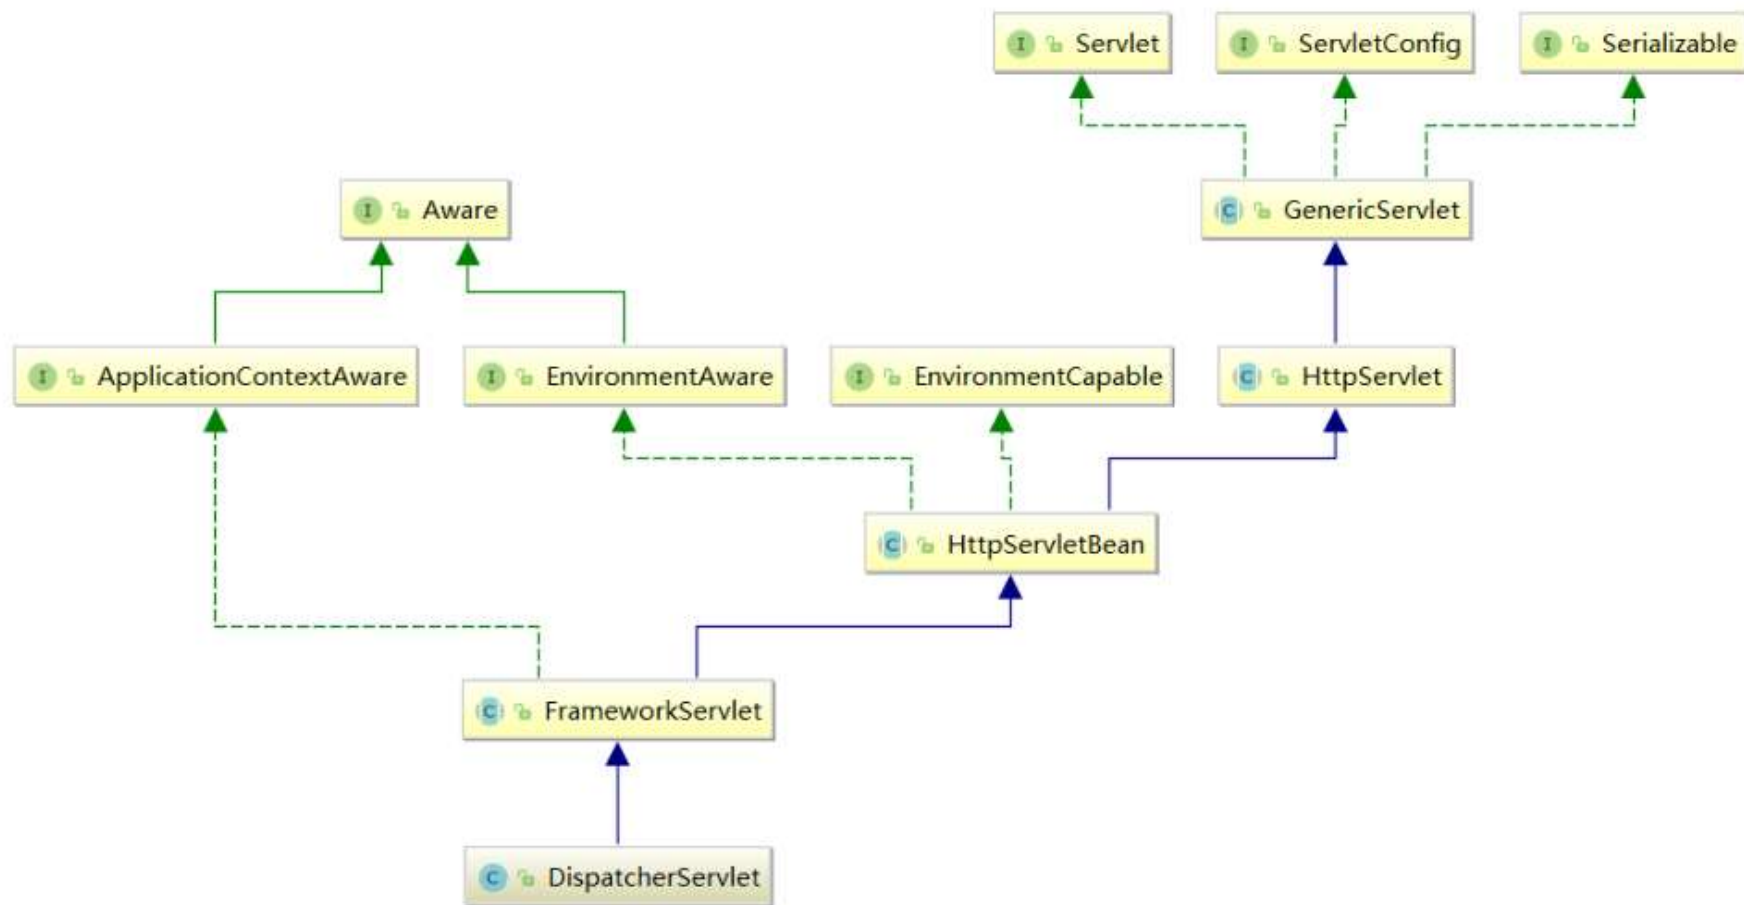 I Servlet
I ServletConfig
I Serializable
I Aware
C GenericServlet
I ApplicationContextAware
I EnvironmentAware
I EnvironmentCapable
C HttpServlet
C HttpServletBean
C FrameworkServlet
C DispatcherServlet